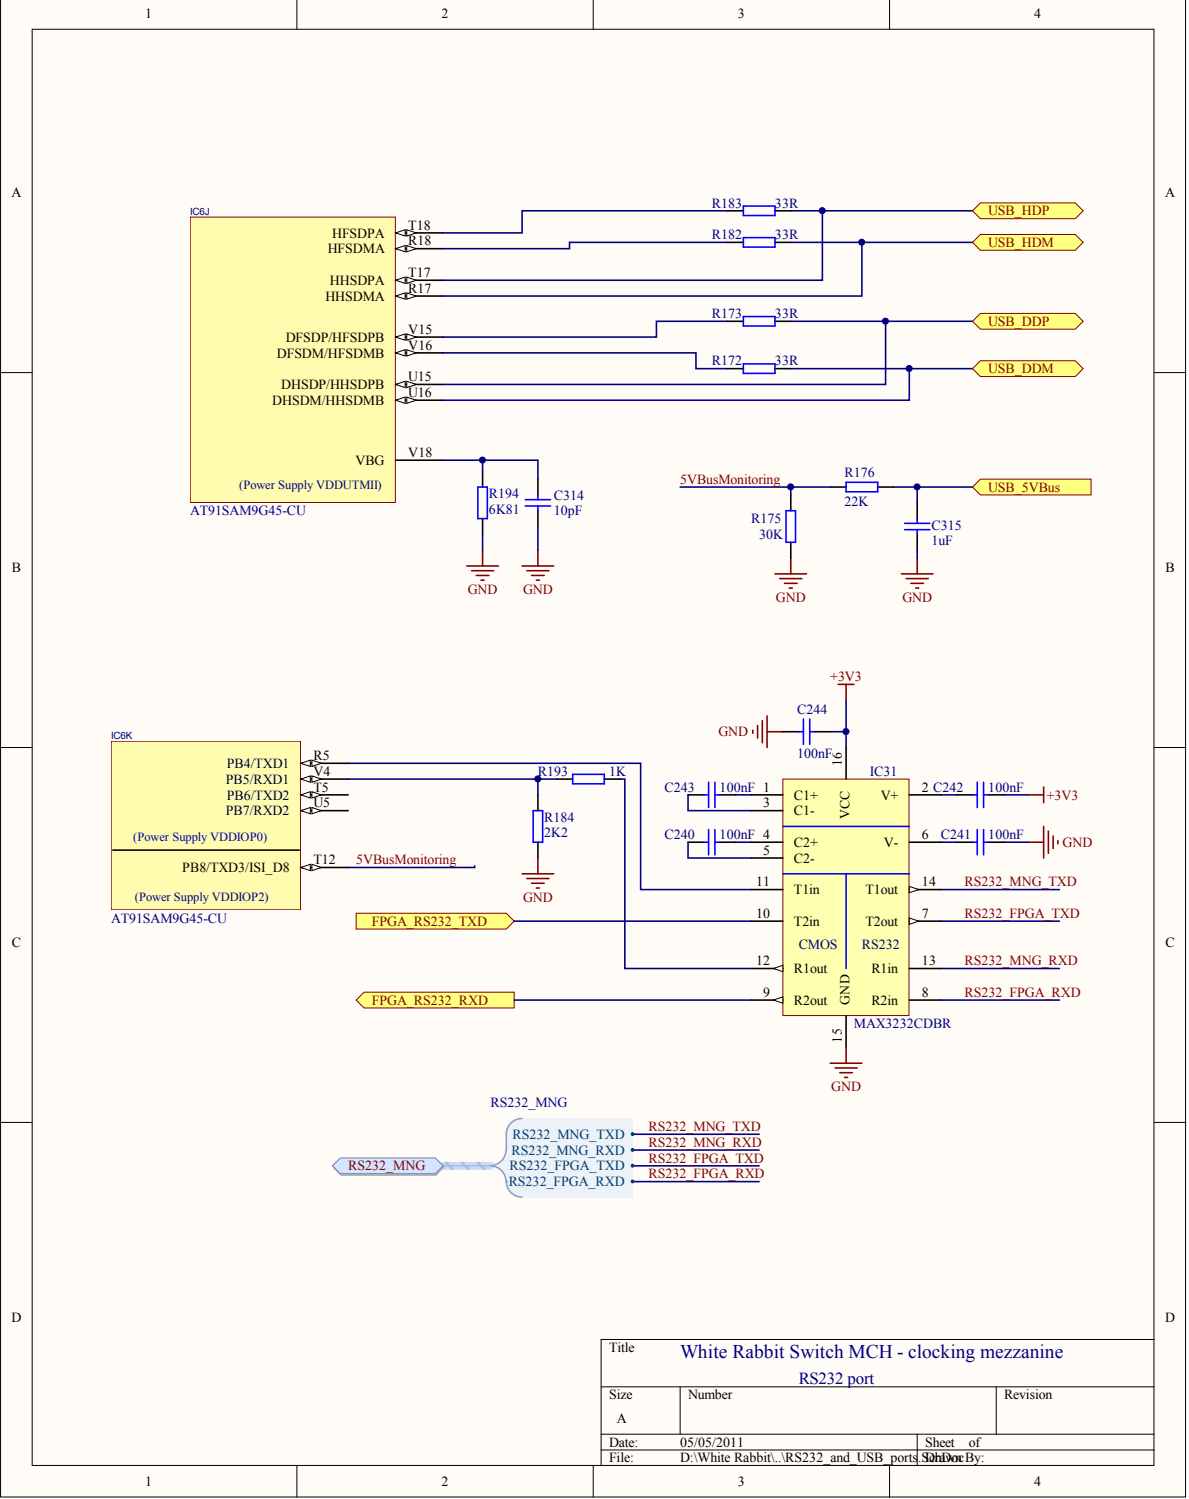 1 2 3 4
A A
IC6J
HFSDPA T18 R183 33R USB_HDP
HFSDMA R18 R182 33R USB_HDM
HHSDPA T17
HHSDMA R17
DFSDP/HFSDPB V15 R173 33R USB_DDP
DFSDM/HFSDMB V16 R172 33R USB_DDM
DHSDP/HHSDPB U15
DHSDM/HHSDMB U16
VBG V18
(Power Supply VDDUTMII)
AT91SAM9G45-CU
R194
6K81
C314
10pF
GND GND
5VBusMonitoring R176 USB_5VBus
22K
R175
30K
C315
1uF
GND GND
B B
+3V3
C244
GND
100nF
16
IC6K
PB4/TXD1 R5
PB5/RXD1 V4
PB6/TXD2 T5
PB7/RXD2 U5
(Power Supply VDDIOP0)
PB8/TXD3/ISI_D8 T12 5VBusMonitoring
(Power Supply VDDIOP2)
AT91SAM9G45-CU
R193 1K
R184
2K2
GND
IC31
C243 100nF 1 C1+ VCC V+ 2 C242 100nF +3V3
3 C1-
C240 100nF 4 C2+ V- 6 C241 100nF GND
5 C2-
11 T1in T1out 14 RS232_MNG_TXD
FPGA_RS232_TXD 10 T2in T2out 7 RS232_FPGA_TXD
CMOS RS232
12 R1out R1in 13 RS232_MNG_RXD
FPGA_RS232_RXD 9 R2out GND R2in 8 RS232_FPGA_RXD
MAX3232CDBR
15
GND
C C
RS232_MNG
RS232_MNG
RS232_MNG_TXD RS232_MNG_TXD
RS232_MNG_RXD RS232_MNG_RXD
RS232_FPGA_TXD RS232_FPGA_TXD
RS232_FPGA_RXD RS232_FPGA_RXD
D D
Title White Rabbit Switch MCH - clocking mezzanine
RS232 port
Size Number Revision
A
Date: 05/05/2011 Sheet of
File: D:\White Rabbit\..\RS232_and_USB_ports.SchDoc By:
1 2 3 4